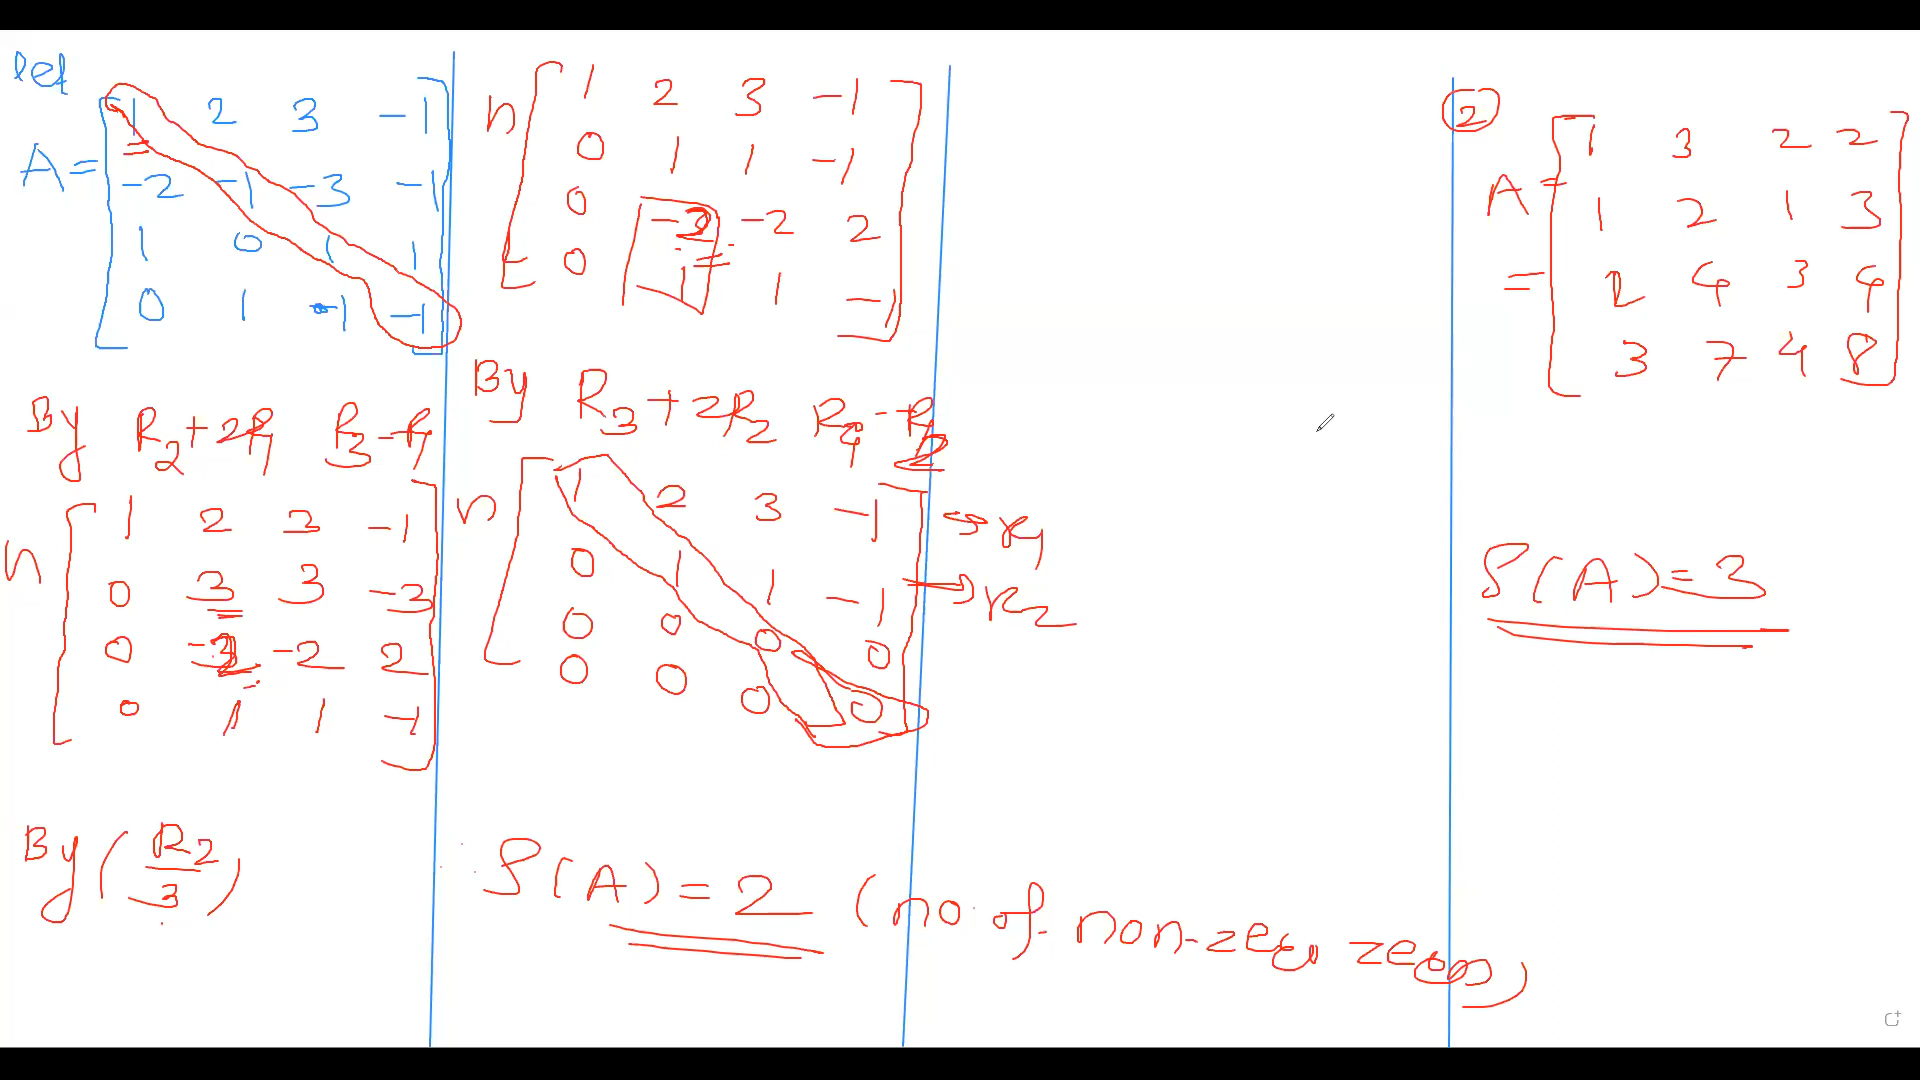 let
A = [ 1 2 3 -1
-2 -1 -3 -1
1 0 1 1
0 1 1 -1 ]
By R2+2R1 R3-R1
n [ 1 2 3 -1
0 3 3 -3
0 -2 -2 2
0 1 1 -1 ]
By (R2/3)
n [ 1 2 3 -1
0 1 1 -1
0 -2 -2 2
0 1 1 -1 ]
By R3+2R2 R4-R2
n [ 1 2 3 -1 → R1
0 1 1 -1 → R2
0 0 0 0
0 0 0 0 ]
ρ(A) = 2 (no of non-zero zeros)
②
A = [ 1 3 2 2
1 2 1 3
= 2 4 3 4
3 7 4 8 ]
ρ(A) = 3